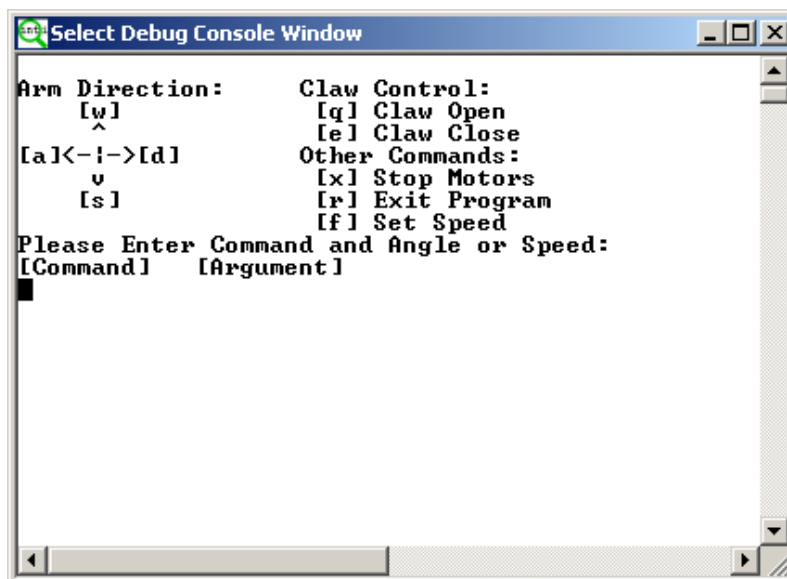 Select Debug Console Window
Arm Direction:        Claw Control:
     [w]               [q] Claw Open
      ^                [e] Claw Close
[a]<-¦->[d]           Other Commands:
      v                [x] Stop Motors
     [s]               [r] Exit Program
                       [f] Set Speed
Please Enter Command and Angle or Speed:
[Command]    [Argument]